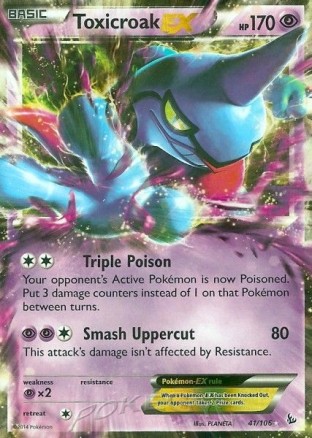 BASIC
Toxicroak EX HP170
Triple Poison
Your opponent's Active Pokémon is now Poisoned.
Put 3 damage counters instead of 1 on that Pokémon
between turns.
Smash Uppercut 80
This attack's damage isn't affected by Resistance.
weakness resistance
×2
Pokémon-EX rule
When a Pokémon-EX has been Knocked Out,
your opponent takes 2 Prize cards.
retreat
illus. PLANETA 41/106
©2014 Pokémon